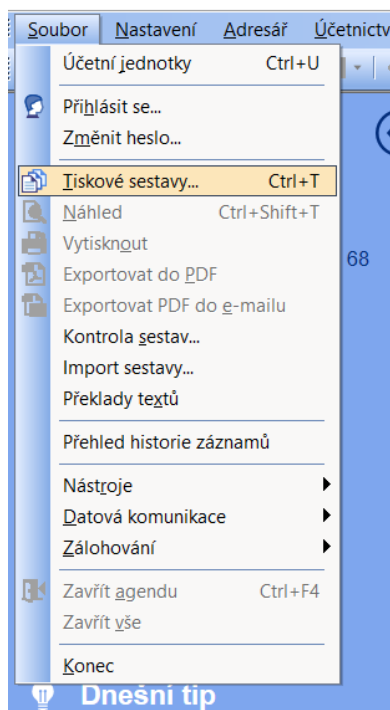 Soubor Nastavení Adresář Účetnictv
Účetní jednotky Ctrl+U
Přihlásit se...
Změnit heslo...
Tiskové sestavy... Ctrl+T
Náhled Ctrl+Shift+T
Vytisknout
Exportovat do PDF
68
Exportovat PDF do e-mailu
Kontrola sestav...
Import sestavy...
Překlady textů
Přehled historie záznamů
Nástroje
Datová komunikace
Zálohování
Zavřít agendu Ctrl+F4
Zavřít vše
Konec
Dnešní tip